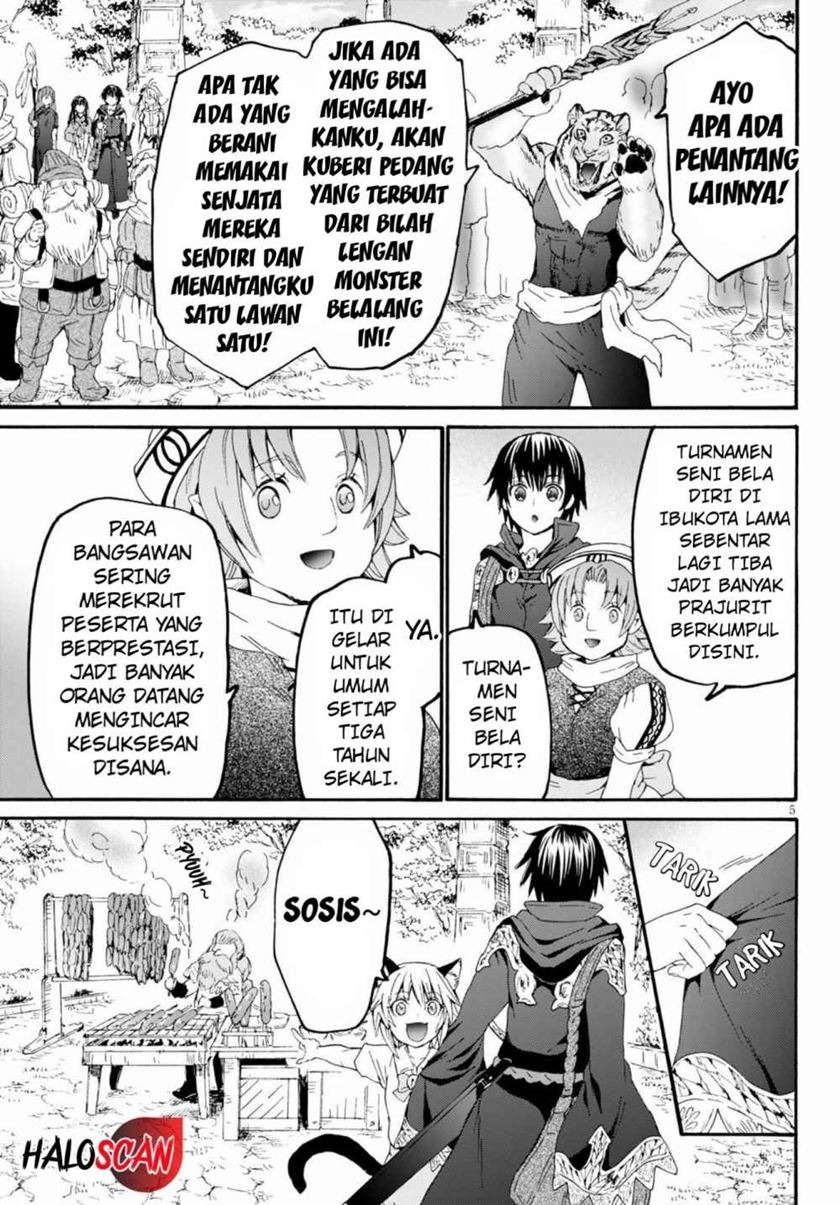 AYO
APA ADA
PENANTANG
LAINNYA!
JIKA ADA
YANG BISA
MENGALAH-
KANKU, AKAN
KUBERI PEDANG
YANG TERBUAT
DARI BILAH
LENGAN
MONSTER
BELALANG
INI!
APA TAK
ADA YANG
BERANI
MEMAKAI
SENJATA
MEREKA
SENDIRI DAN
MENANTANGKU
SATU LAWAN
SATU!
TURNAMEN
SENI BELA
DIRI DI
IBUKOTA LAMA
SEBENTAR
LAGI TIBA
JADI BANYAK
PRAJURIT
BERKUMPUL
DISINI.
TURNA-
MEN
SENI
BELA
DIRI?
YA.
ITU DI
GELAR
UNTUK
UMUM
SETIAP
TIGA
TAHUN
SEKALI.
PARA
BANGSAWAN
SERING
MEREKRUT
PESERTA YANG
BERPRESTASI,
JADI BANYAK
ORANG DATANG
MENGINCAR
KESUKSESAN
DISANA.
5
TARIK
TARIK
SOSIS~
PYUUH~
HALOSCAN